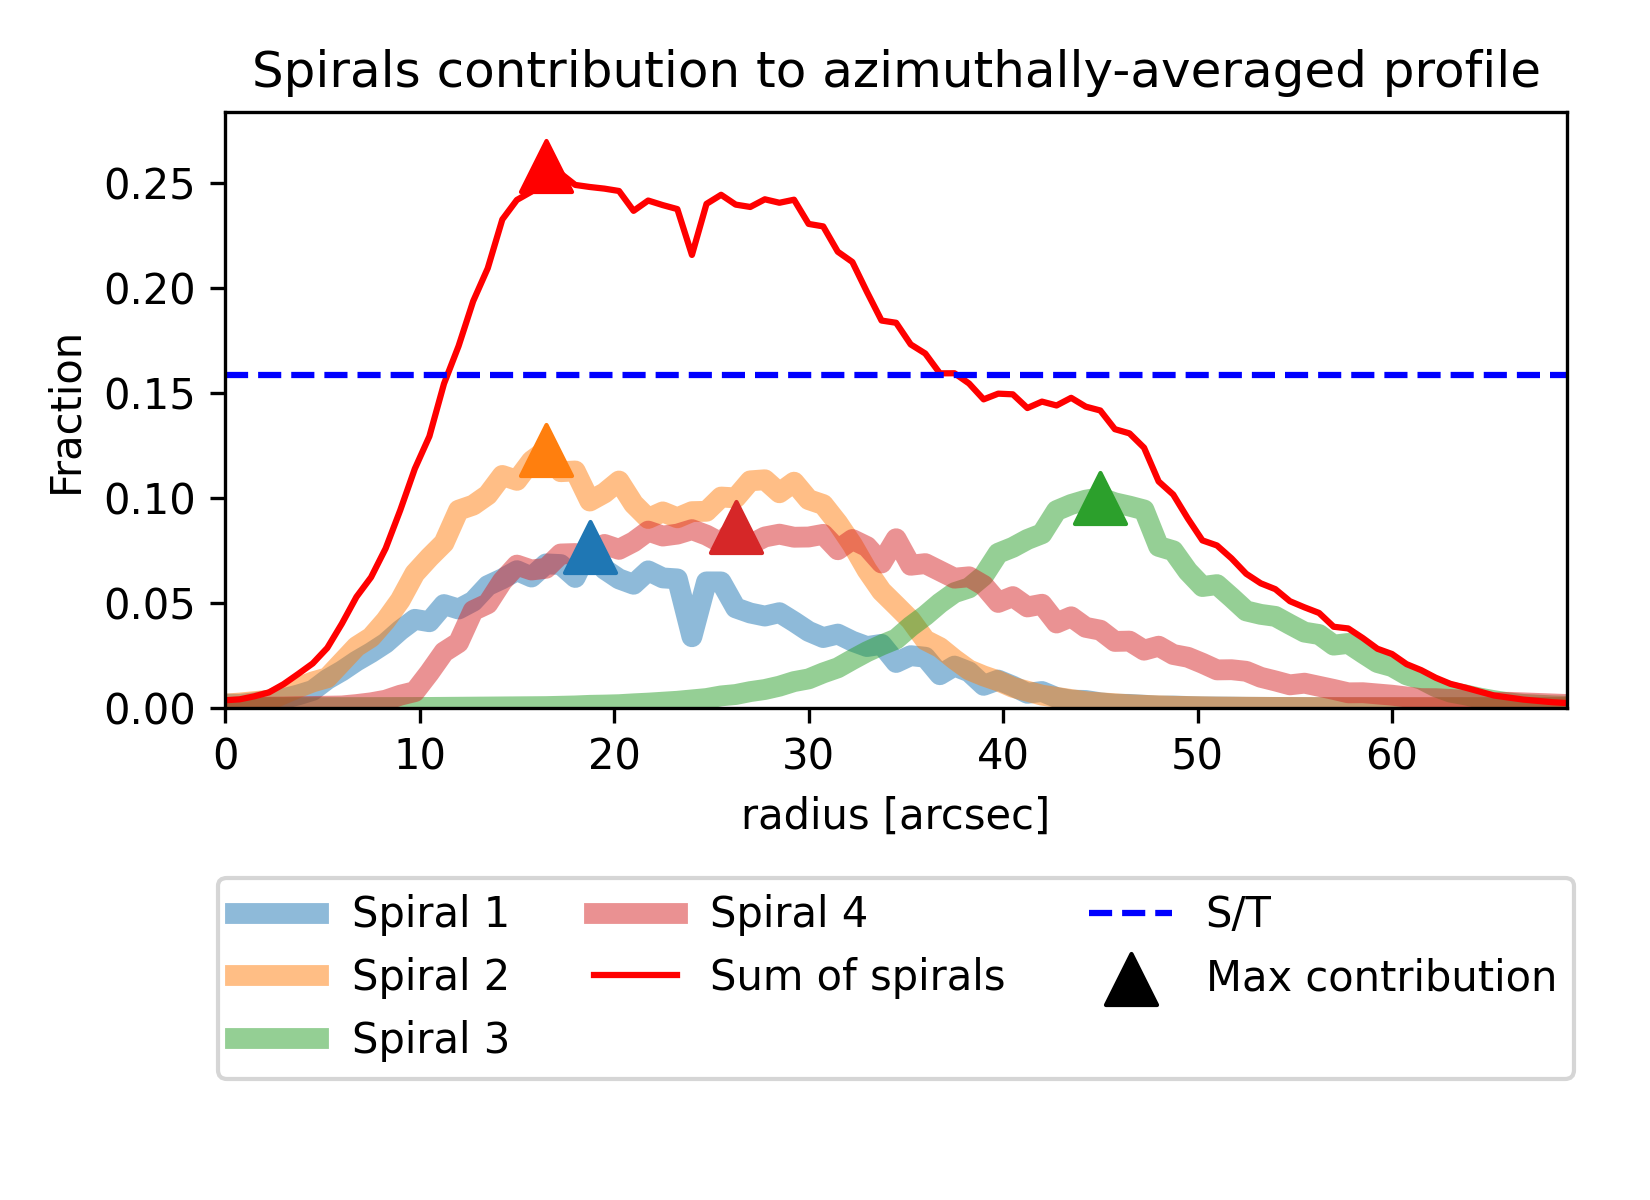 Spirals contribution to azimuthally-averaged profile
Fraction
0.25
0.20
0.15
0.10
0.05
0.00
0 10 20 30 40 50 60
radius [arcsec]
Spiral 1 Spiral 4 S/T
Spiral 2 Sum of spirals Max contribution
Spiral 3